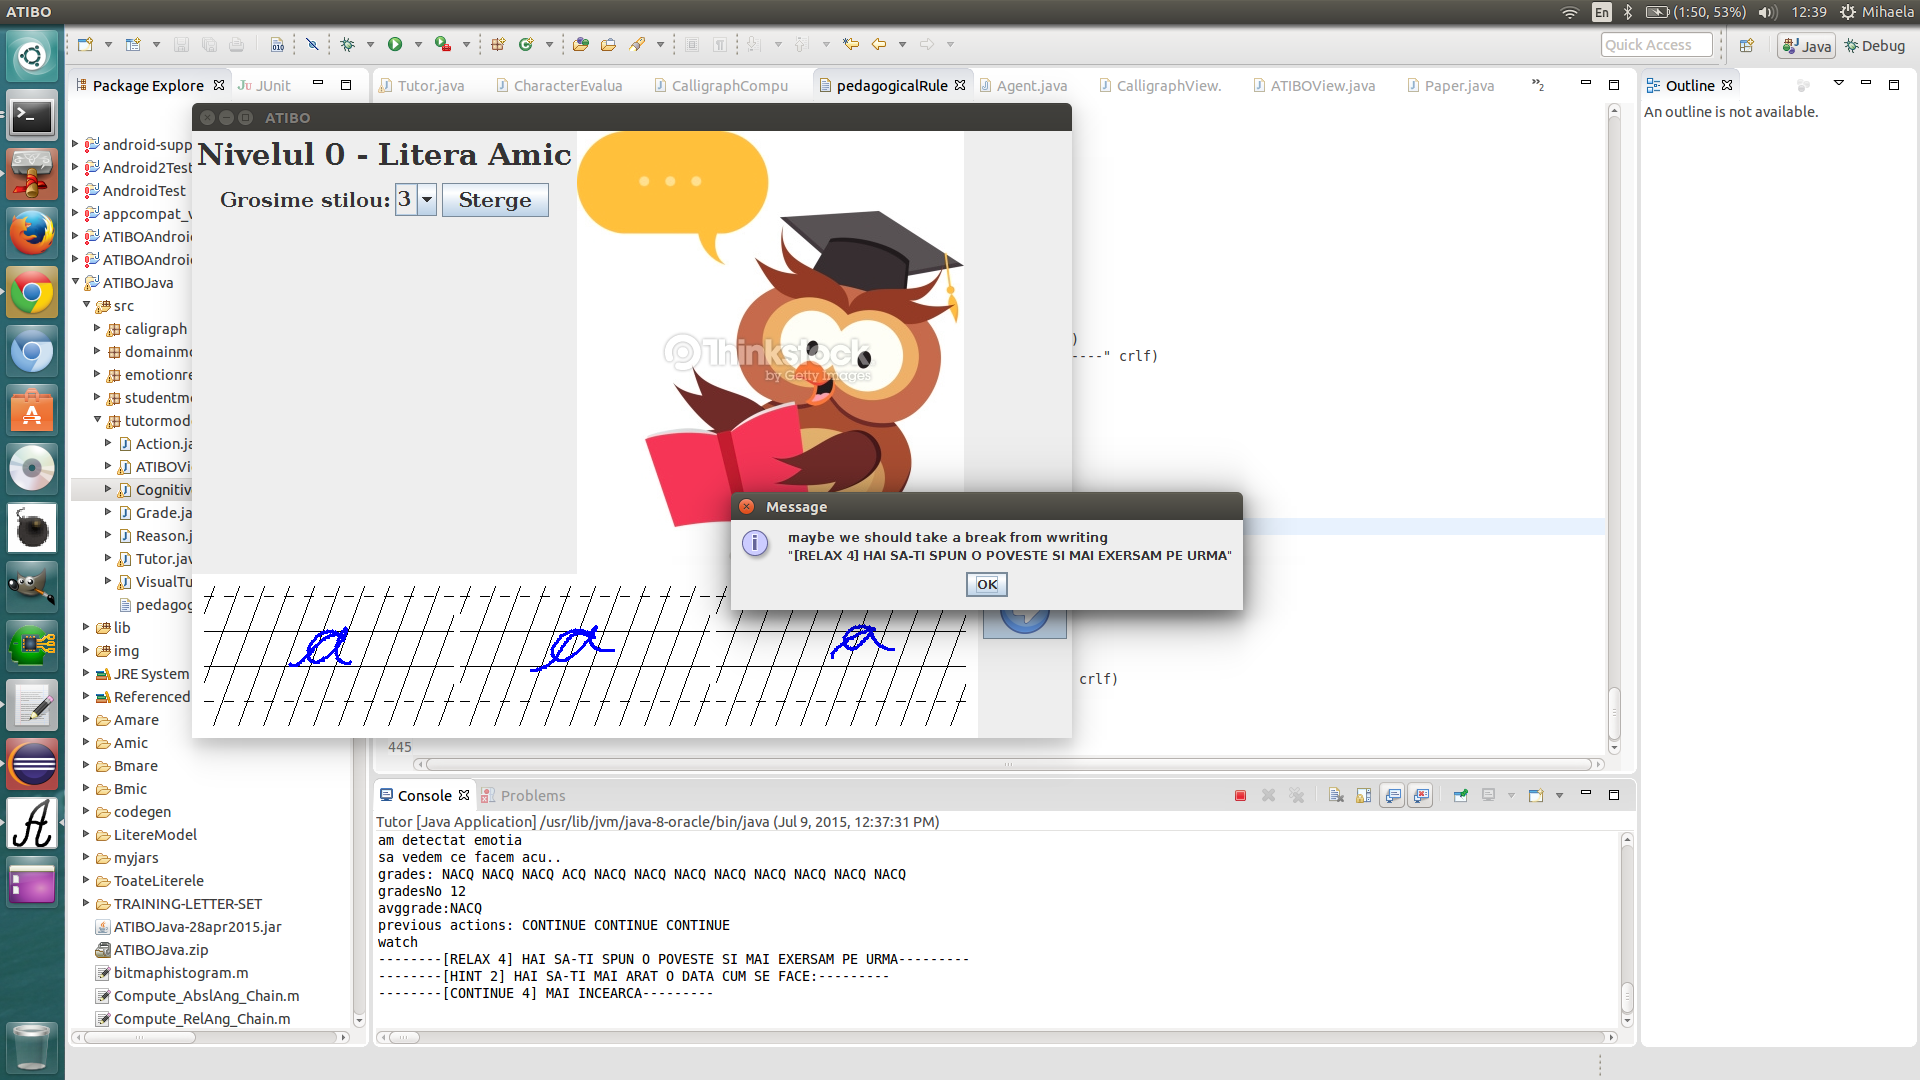 ATIBO
En
(1:50, 53%)
12:39
Mihaela
Quick Access
Java
Debug
Package Explore
JUnit
Tutor.java
CharacterEvalua
CalligraphCompu
pedagogicalRule
Agent.java
CalligraphView.
ATIBOView.java
Paper.java
2
Outline
An outline is not available.
android-supp
Android2Test
AndroidTest
appcompat_v
ATIBOAndroi
ATIBOAndroi
ATIBOJava
src
caligraph
domainmo
emotionre
studentmo
tutormod
Action.ja
ATIBOVi
Cognitiv
Grade.ja
Reason.j
Tutor.jav
VisualTu
pedagog
lib
img
JRE System
Referenced
Amare
Amic
Bmare
Bmic
codegen
LitereModel
myjars
ToateLiterele
TRAINING-LETTER-SET
ATIBOJava-28apr2015.jar
ATIBOJava.zip
bitmaphistogram.m
Compute_AbslAng_Chain.m
Compute_RelAng_Chain.m
ATIBO
Nivelul 0 - Litera Amic
Grosime stilou: 3 Sterge
Thinkstock
by Getty Images
)
----" crlf)
crlf)
445
Message
maybe we should take a break from wwriting
"[RELAX 4] HAI SA-TI SPUN O POVESTE SI MAI EXERSAM PE URMA"
OK
Console
Problems
Tutor [Java Application] /usr/lib/jvm/java-8-oracle/bin/java (Jul 9, 2015, 12:37:31 PM)
am detectat emotia
sa vedem ce facem acu..
grades: NACQ NACQ NACQ ACQ NACQ NACQ NACQ NACQ NACQ NACQ NACQ NACQ
gradesNo 12
avggrade:NACQ
previous actions: CONTINUE CONTINUE CONTINUE
watch
--------[RELAX 4] HAI SA-TI SPUN O POVESTE SI MAI EXERSAM PE URMA---------
--------[HINT 2] HAI SA-TI MAI ARAT O DATA CUM SE FACE:---------
--------[CONTINUE 4] MAI INCEARCA---------